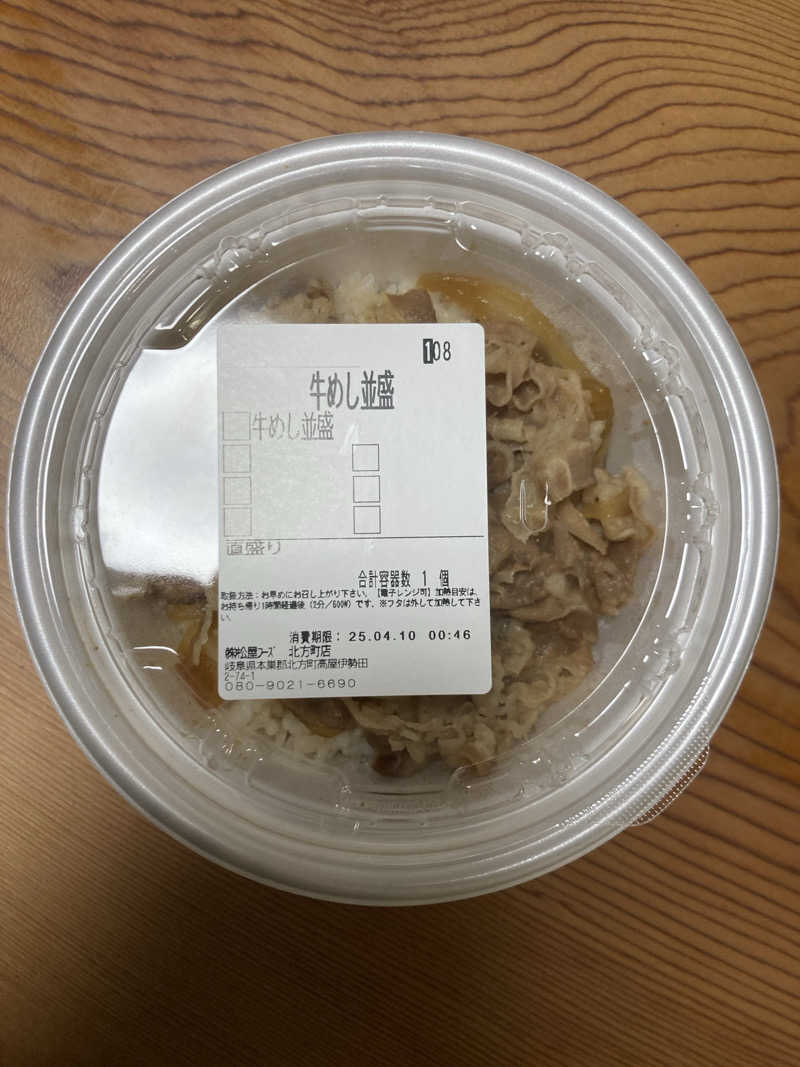 108
牛めし並盛
牛めし並盛
直盛り
合計容器数 1 個
取扱方法：お早めにお召し上がり下さい。【電子レンジ可】加熱目安は、
お持ち帰り1時間経過後（2分／600W）です、※フタは外して加熱して下さ
い。
消費期限： 25.04.10 00:46
㈱松屋フーズ 北方町店
岐阜県本巣郡北方町高屋伊勢田
2-74-1
080-9021-6690